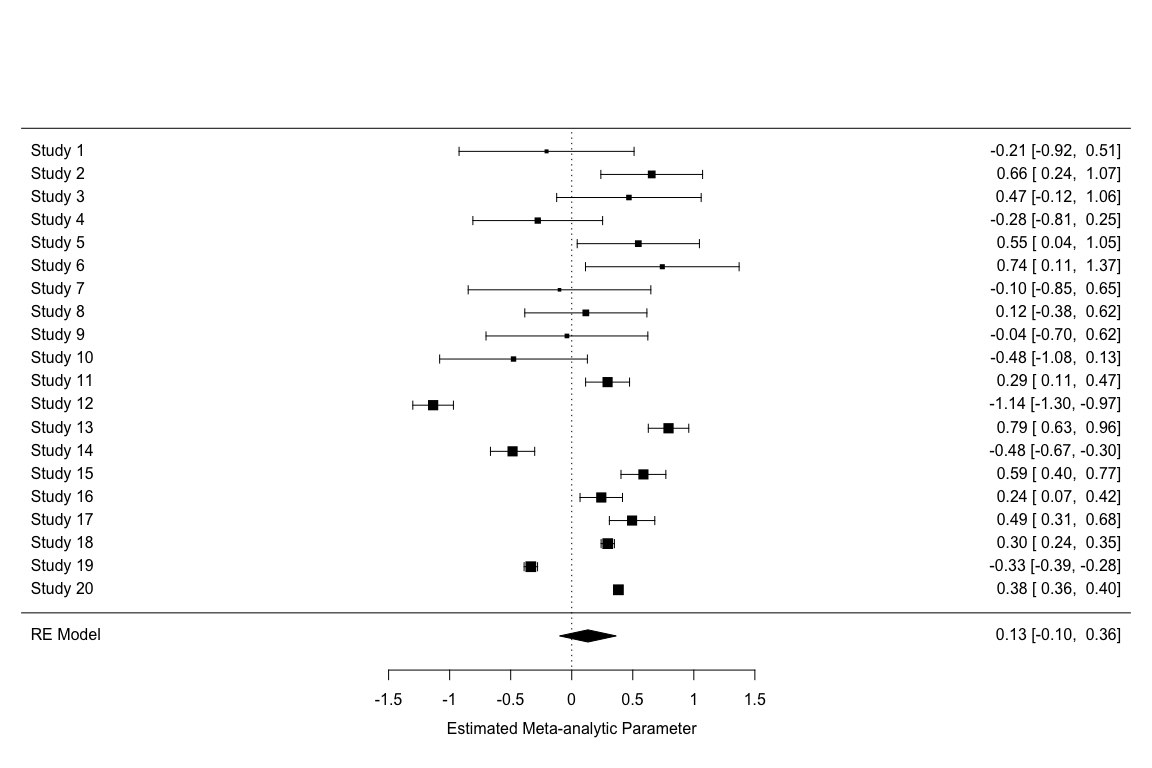 Study 1 -0.21 [-0.92, 0.51]
Study 2 0.66 [ 0.24, 1.07]
Study 3 0.47 [-0.12, 1.06]
Study 4 -0.28 [-0.81, 0.25]
Study 5 0.55 [ 0.04, 1.05]
Study 6 0.74 [ 0.11, 1.37]
Study 7 -0.10 [-0.85, 0.65]
Study 8 0.12 [-0.38, 0.62]
Study 9 -0.04 [-0.70, 0.62]
Study 10 -0.48 [-1.08, 0.13]
Study 11 0.29 [ 0.11, 0.47]
Study 12 -1.14 [-1.30, -0.97]
Study 13 0.79 [ 0.63, 0.96]
Study 14 -0.48 [-0.67, -0.30]
Study 15 0.59 [ 0.40, 0.77]
Study 16 0.24 [ 0.07, 0.42]
Study 17 0.49 [ 0.31, 0.68]
Study 18 0.30 [ 0.24, 0.35]
Study 19 -0.33 [-0.39, -0.28]
Study 20 0.38 [ 0.36, 0.40]
RE Model 0.13 [-0.10, 0.36]
-1.5 -1 -0.5 0 0.5 1 1.5
Estimated Meta-analytic Parameter